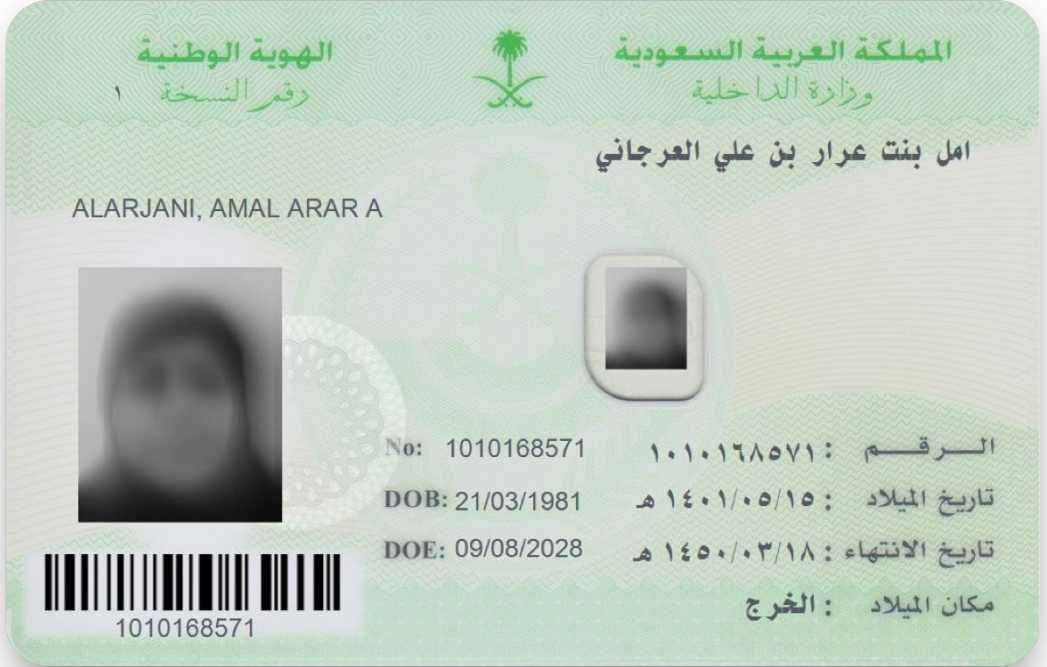 المملكة العربية السعودية
وزارة الداخلية
الهوية الوطنية
رقم النسخة ١
امل بنت عرار بن علي العرجاني
ALARJANI, AMAL ARAR A
الـــرقـــم : ١٠١٠١٦٨٥٧١ No: 1010168571
تاريخ الميلاد : ١٤٠١/٠٥/١٥ هـ DOB: 21/03/1981
تاريخ الانتهاء : ١٤٥٠/٠٣/١٨ هـ DOE: 09/08/2028
مكان الميلاد : الخرج
1010168571